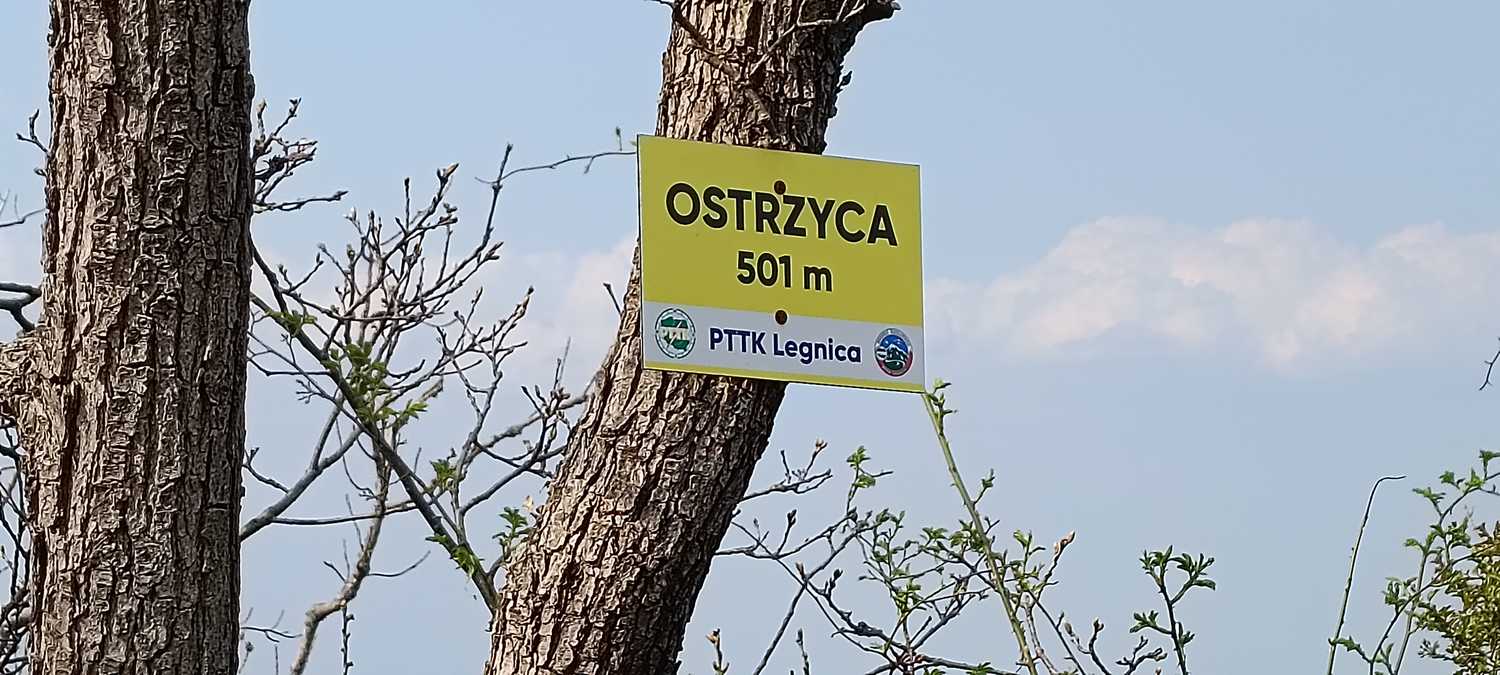 OSTRZYCA
501 m
PTTK Legnica